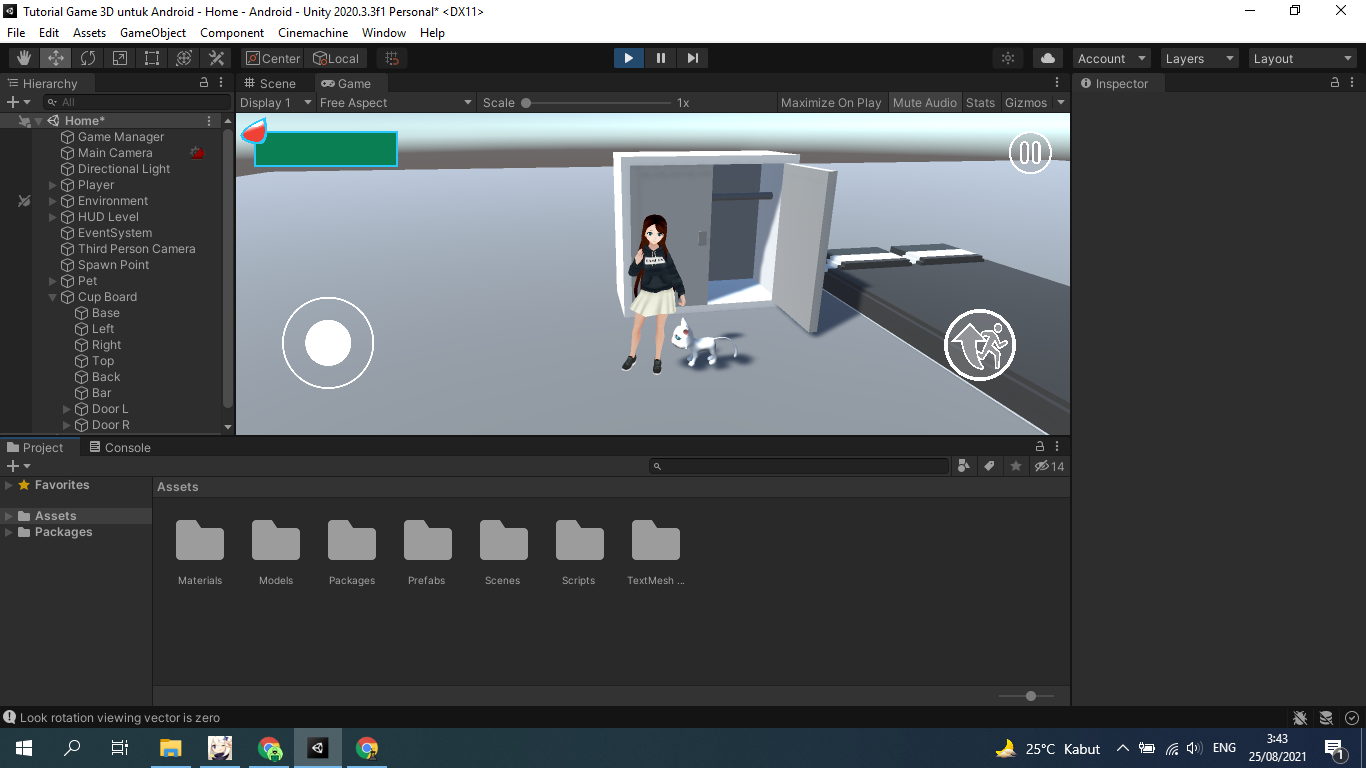 Tutorial Game 3D untuk Android - Home - Android - Unity 2020.3.3f1 Personal* <DX11>
File Edit Assets GameObject Component Cinemachine Window Help
Center Local Account Layers Layout
Hierarchy Scene Game Inspector
All Display 1 Free Aspect Scale 1x Maximize On Play Mute Audio Stats Gizmos
Home*
Game Manager
Main Camera
Directional Light
Player
Environment
HUD Level
EventSystem
Third Person Camera
Spawn Point
Pet
Cup Board
Base
Left
Right
Top
Back
Bar
Door L
Door R
Project Console
14
Favorites
Assets
Packages
Assets
Materials Models Packages Prefabs Scenes Scripts TextMesh ...
Look rotation viewing vector is zero
25°C Kabut ENG
3:43
25/08/2021
1